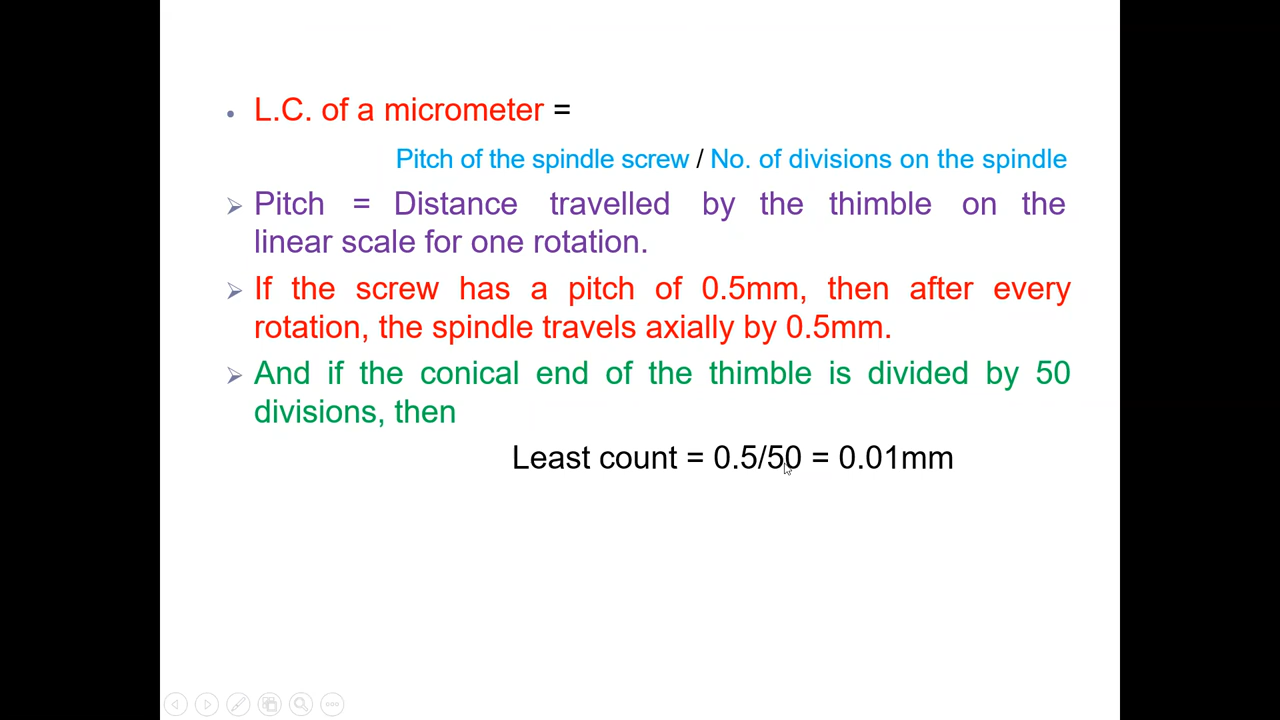 • L.C. of a micrometer =
Pitch of the spindle screw / No. of divisions on the spindle
➢ Pitch = Distance travelled by the thimble on the
linear scale for one rotation.
➢ If the screw has a pitch of 0.5mm, then after every
rotation, the spindle travels axially by 0.5mm.
➢ And if the conical end of the thimble is divided by 50
divisions, then
Least count = 0.5/50 = 0.01mm